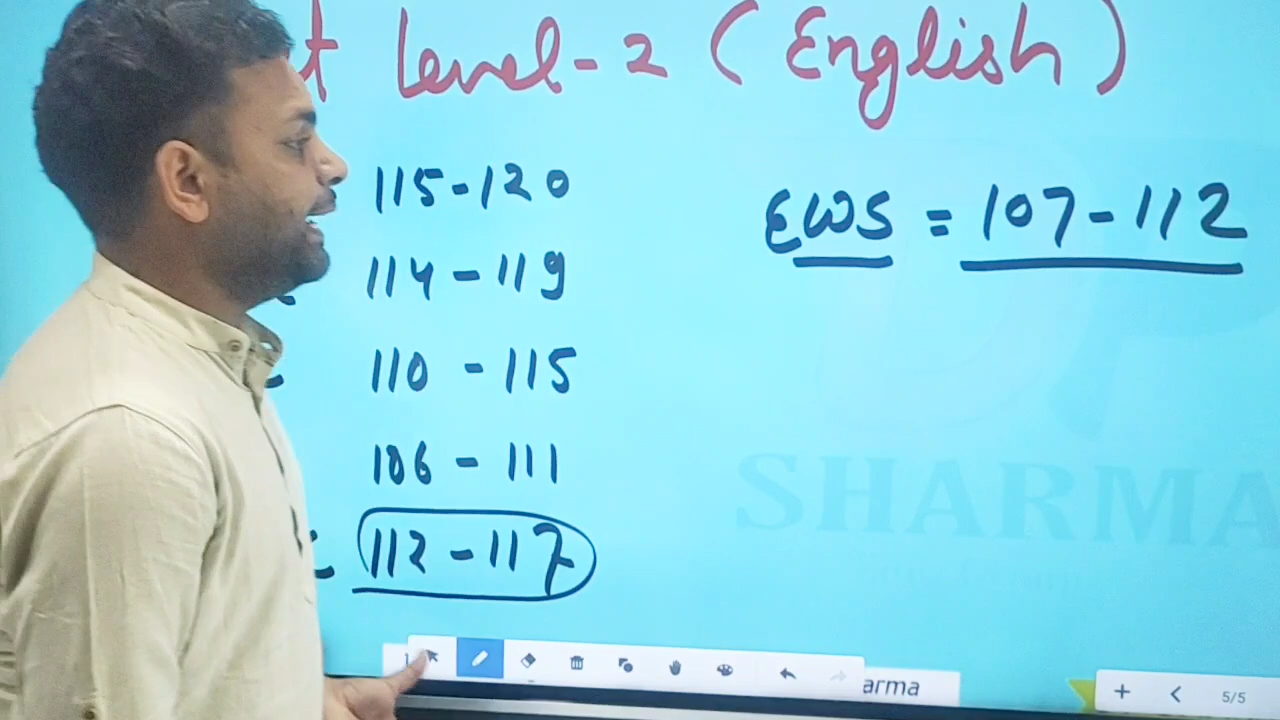 t Level-2 (English)
115-120
114-119
110-115
106-111
112-117
EWS = 107-112
SHARMA
arma
5/5